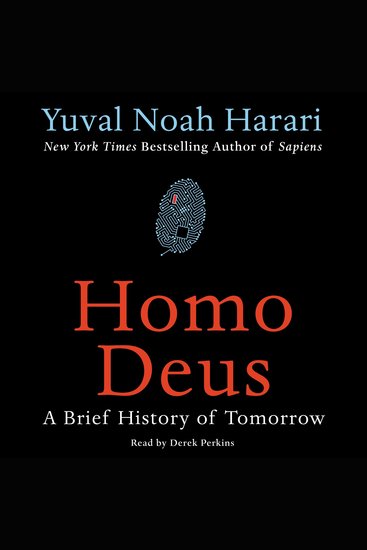 Yuval Noah Harari
New York Times Bestselling Author of Sapiens
Homo
Deus
A Brief History of Tomorrow
Read by Derek Perkins